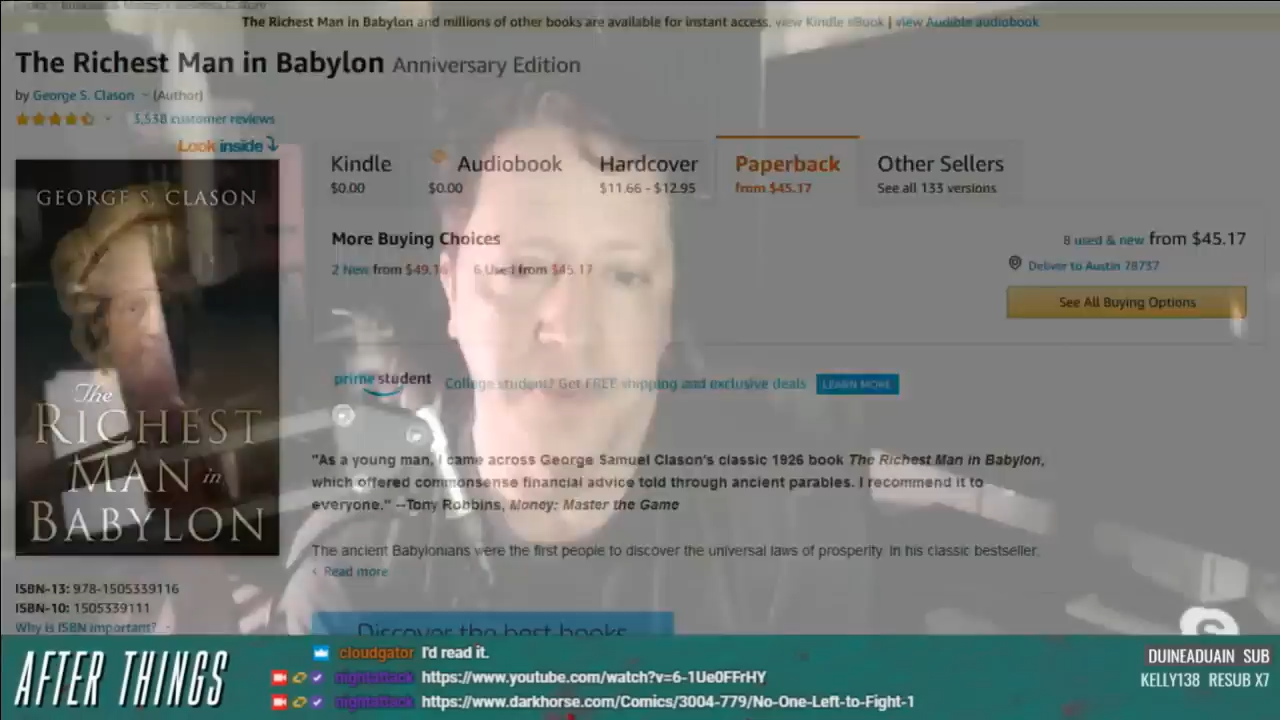 The Richest Man in Babylon and millions of other books are available for instant access. view Kindle eBook | view Audible audiobook
The Richest Man in Babylon Anniversary Edition
by George S. Clason (Author)
3,538 customer reviews
Look inside
Kindle
$0.00
Audiobook
$0.00
Hardcover
$11.66 - $12.95
Paperback
from $45.17
Other Sellers
See all 133 versions
More Buying Choices
2 New from $49.1
6 Used from $45.17
8 used & new from $45.17
Deliver to Austin 78737
See All Buying Options
prime student
College student? Get FREE shipping and exclusive deals
LEARN MORE
GEORGE S. CLASON
The
RICHEST
MAN in
BABYLON
"As a young man, I came across George Samuel Clason's classic 1926 book The Richest Man in Babylon,
which offered commonsense financial advice told through ancient parables. I recommend it to
everyone." --Tony Robbins, Money: Master the Game
The ancient Babylonians were the first people to discover the universal laws of prosperity. In his classic bestseller,
Read more
ISBN-13: 978-1505339116
ISBN-10: 1505339111
Why is ISBN important?
Discover the best books
AFTER THINGS
cloudgator I'd read it.
nightattack https://www.youtube.com/watch?v=6-1Ue0FFrHY
nightattack https://www.darkhorse.com/Comics/3004-779/No-One-Left-to-Fight-1
DUINEADUAIN SUB
KELLY138 RESUB X7